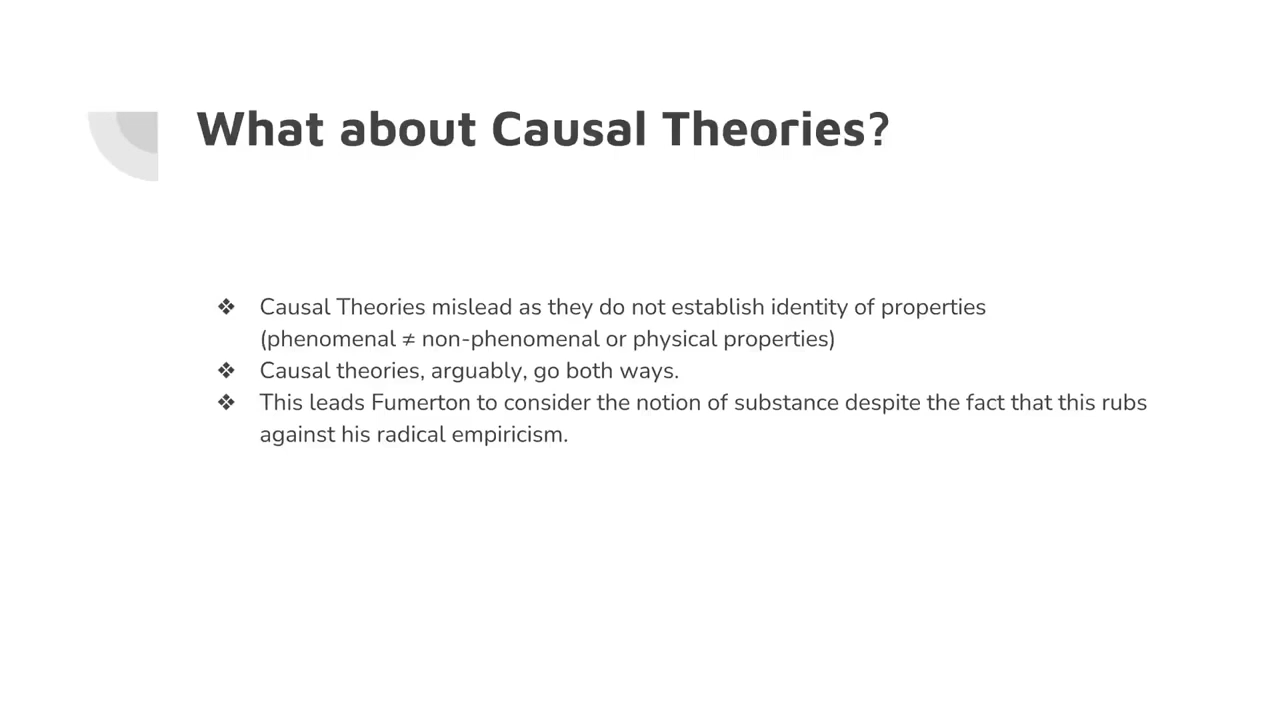 What about Causal Theories?
❖ Causal Theories mislead as they do not establish identity of properties
(phenomenal ≠ non-phenomenal or physical properties)
❖ Causal theories, arguably, go both ways.
❖ This leads Fumerton to consider the notion of substance despite the fact that this rubs
against his radical empiricism.